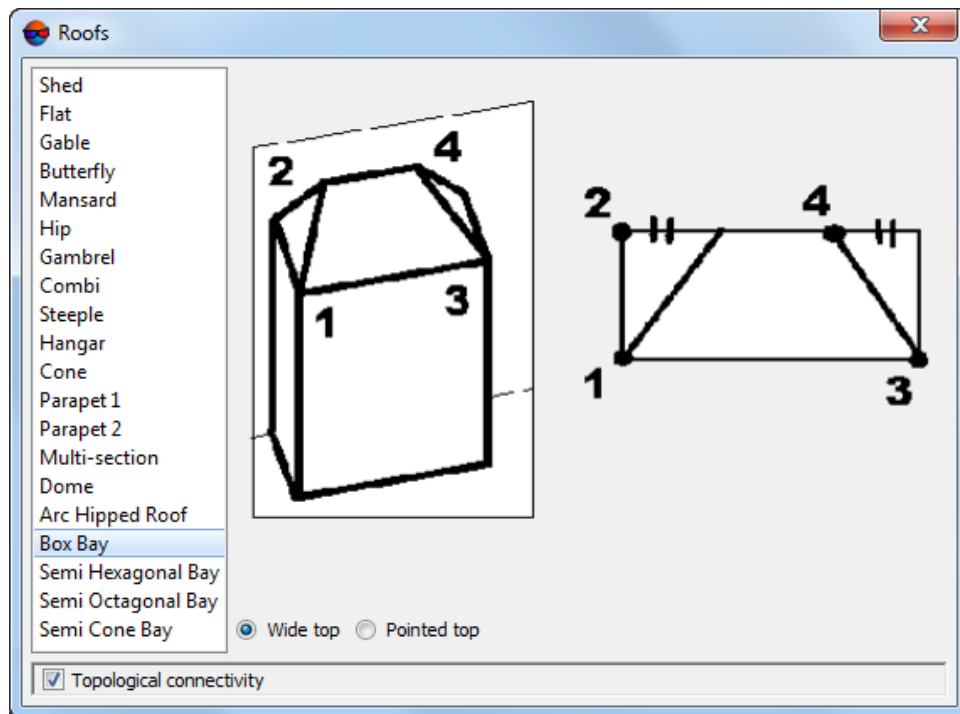 Roofs
Shed
Flat
Gable
Butterfly
Mansard
Hip
Gambrel
Combi
Steeple
Hangar
Cone
Parapet 1
Parapet 2
Multi-section
Dome
Arc Hipped Roof
Box Bay
Semi Hexagonal Bay
Semi Octagonal Bay
Semi Cone Bay
2 4
1 3
2 4
1 3
Wide top Pointed top
Topological connectivity